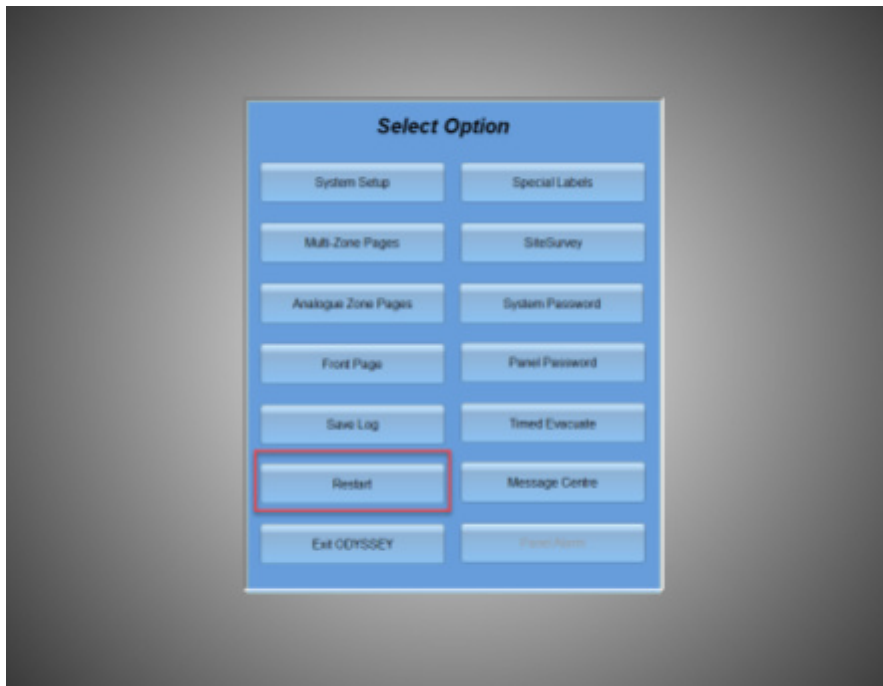 Select Option
System Setup
Special Labels
Multi-Zone Pages
SiteSurvey
Analogue Zone Pages
System Password
Front Page
Panel Password
Save Log
Timed Evacuate
Restart
Message Centre
Exit ODYSSEY